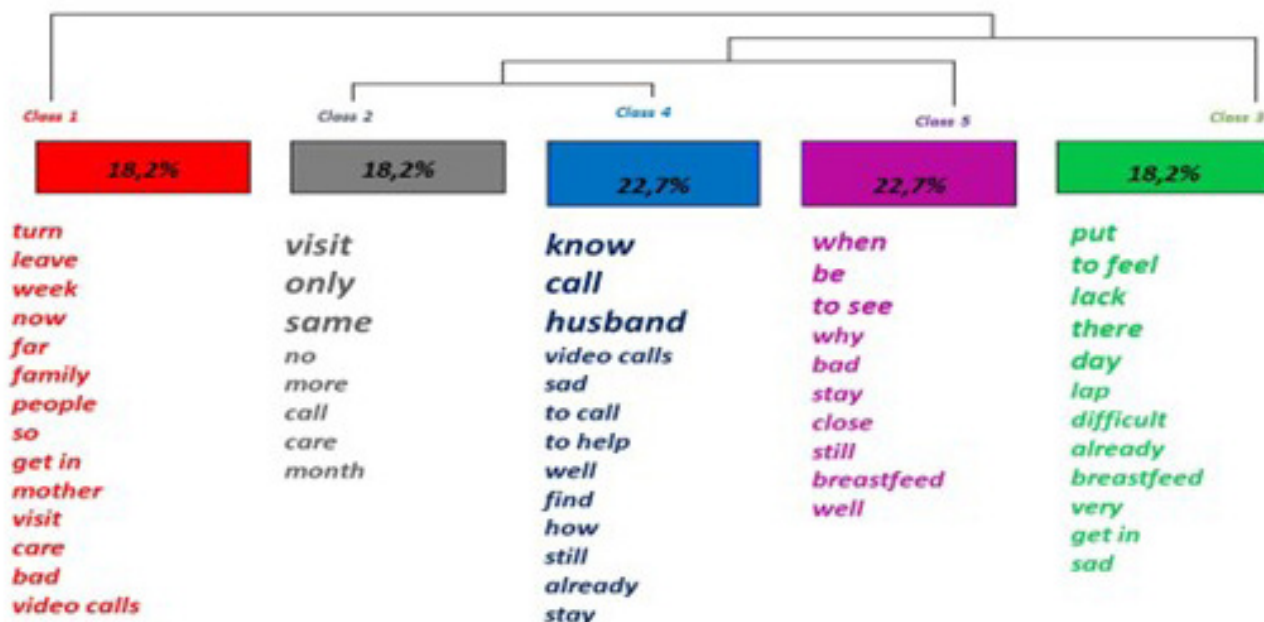 Class 1
18,2%
turn
leave
week
now
far
family
people
so
get in
mother
visit
care
bad
video calls
Class 2
18,2%
visit
only
same
no
more
call
care
month
Class 4
22,7%
know
call
husband
video calls
sad
to call
to help
well
find
how
still
already
stay
Class 5
22,7%
when
be
to see
why
bad
stay
close
still
breastfeed
well
Class 3
18,2%
put
to feel
lack
there
day
lap
difficult
already
breastfeed
very
get in
sad